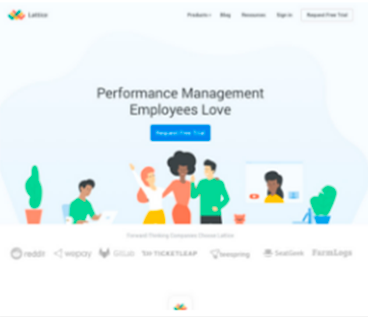 Lattice
Products
Blog
Resources
Sign in
Request Free Trial
Performance Management
Employees Love
Request Free Trial
Forward-Thinking Companies Choose Lattice
reddit
wepay
GitLab
TICKETLEAP
teespring
SeatGeek
FarmLogs